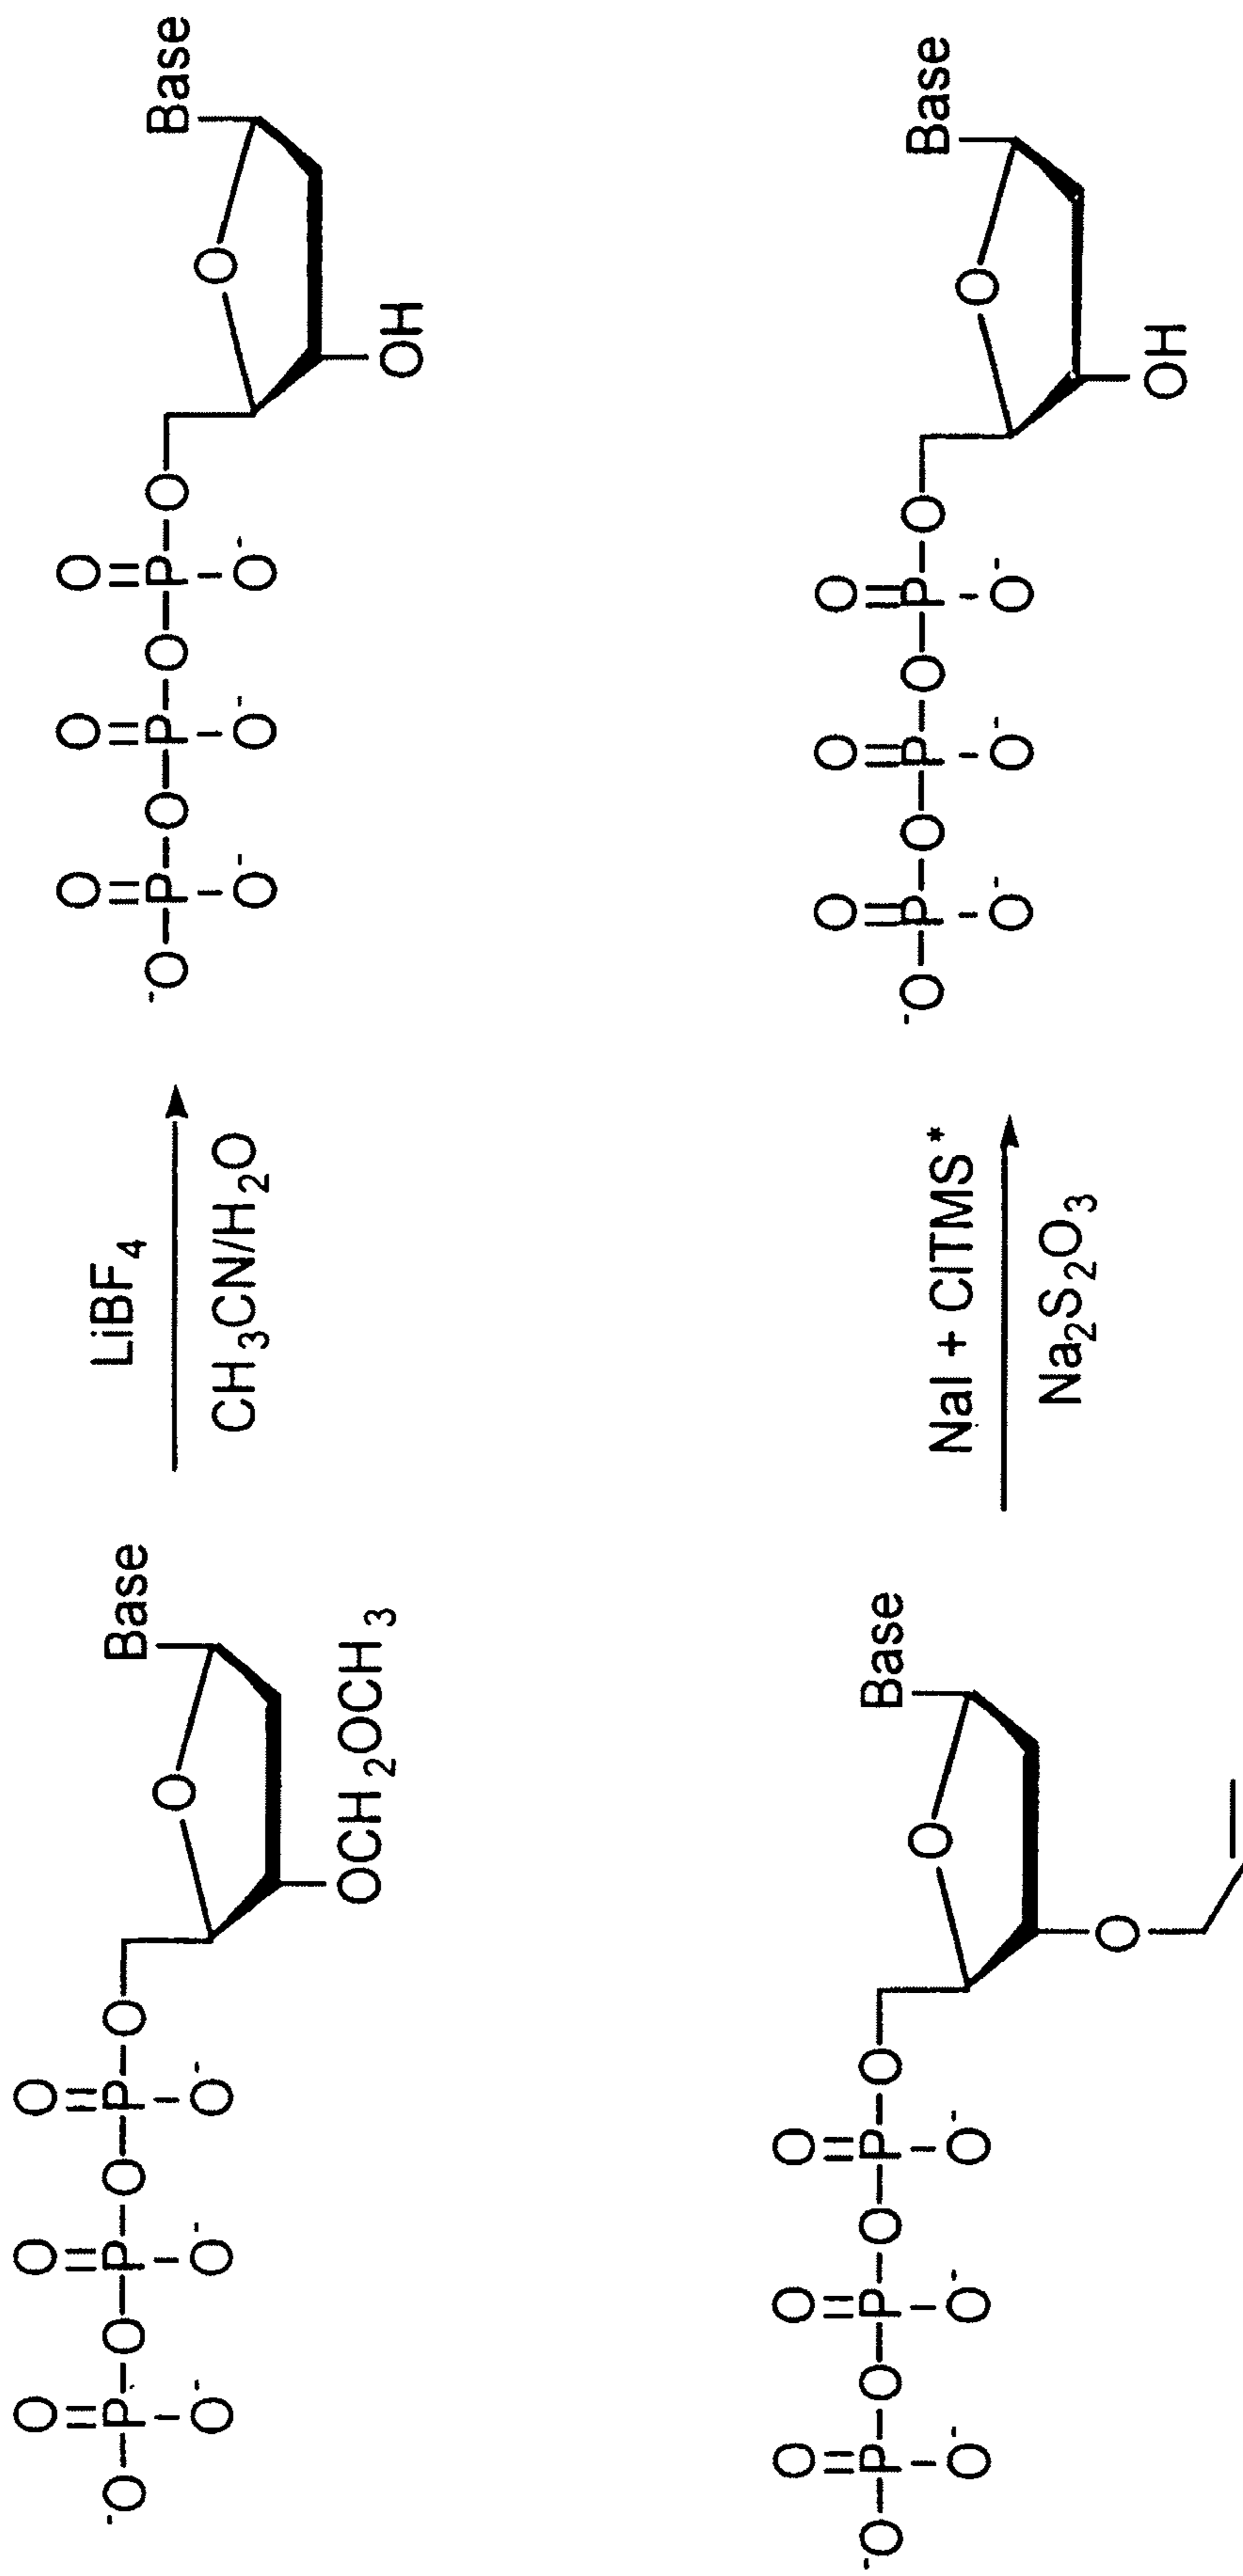 O O O Base
⁻O–P–O–P–O–P–O O
O⁻ O⁻ O⁻
OCH₂OCH₃
LiBF₄
CH₃CN/H₂O
O O O Base
⁻O–P–O–P–O–P–O O
O⁻ O⁻ O⁻
OH
O O O Base
⁻O–P–O–P–O–P–O O
O⁻ O⁻ O⁻
O
NaI + ClTMS*
Na₂S₂O₃
O O O Base
⁻O–P–O–P–O–P–O O
O⁻ O⁻ O⁻
OH